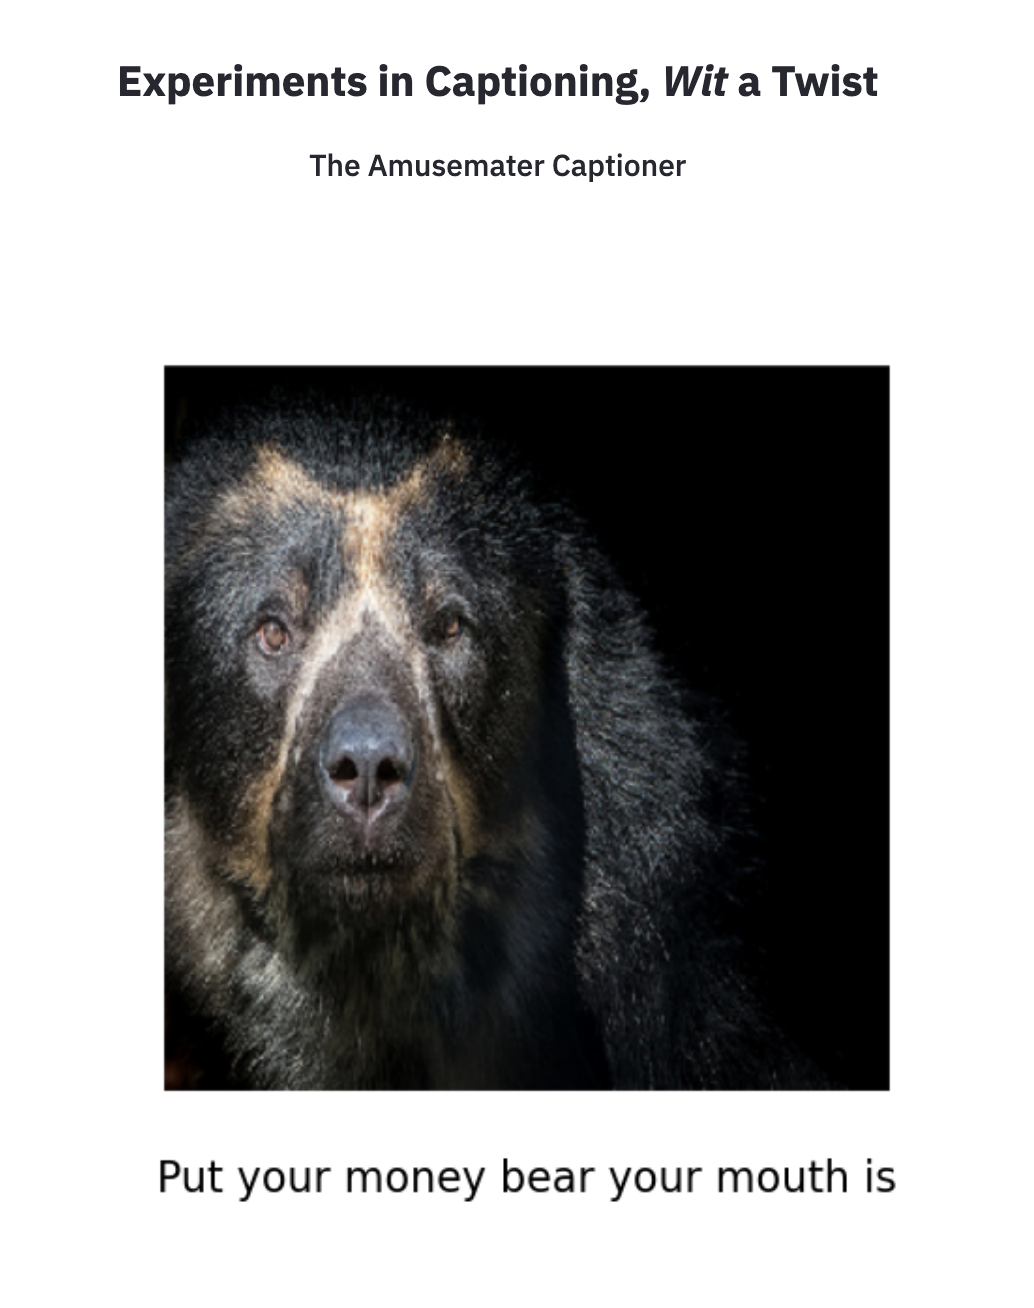 Experiments in Captioning, Wit a Twist
The Amusemater Captioner
Put your money bear your mouth is